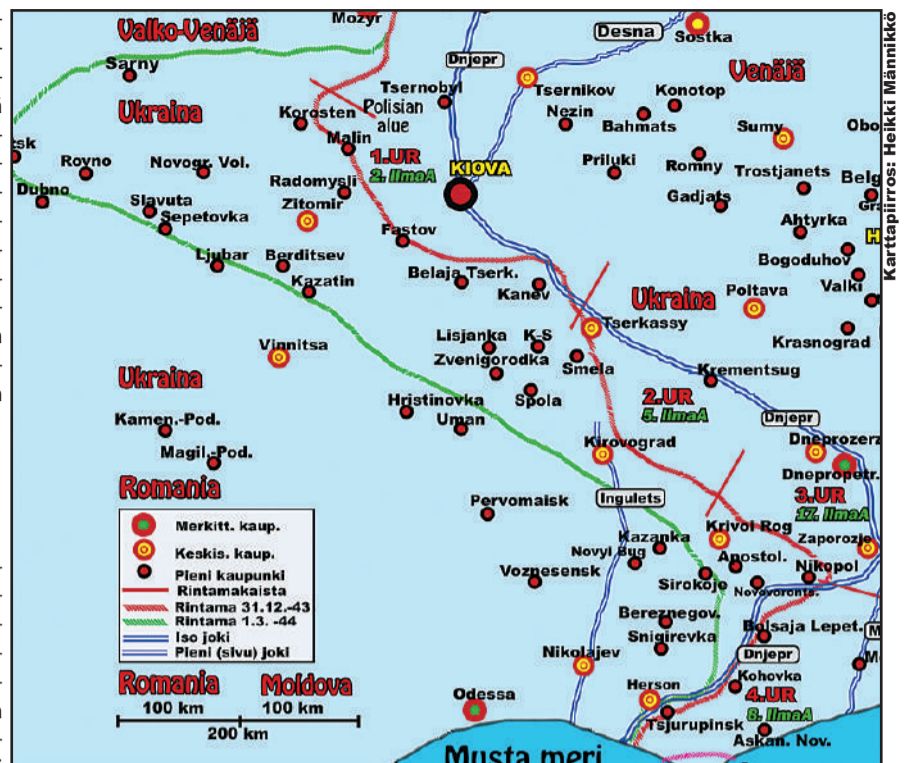 Valko-Venäjä
Mozyr
Desna
Sostka
Karttapiirros: Heikki Männikkö
Sarny
Dnjepr
Venäjä
Ukraina
Tsernobyl
Tsernikov
Konotop
Korosten
Polisian
alue
Nezin
Bahmats
Sumy
Obo
Malin
tsk
Rovno
Novogr. Vol.
1.UR
2. IlmaA
KIOVA
Priluki
Romny
Trostjanets
Belg
Dubno
Radomysli
Gadjats
Slavuta
Zitomir
Sepetovka
Ahtyrka
Fastov
H
Ljubar
Berditsev
Bogoduhov
Kazatin
Belaja Tserk.
Kanev
Valki
Ukraina
Poltava
Tserkassy
Vinnitsa
Lisjanka
K-S
Krasnograd
Zvenigorodka
Smela
Krementsug
Ukraina
Hristinovka
Spola
2.UR
5. IlmaA
Kamen.-Pod.
Uman
Dnjepr
Magil.-Pod.
Kirovograd
Dneprozerz
Dnepropetr.
Romania
Pervomaisk
Ingulets
3.UR
17. IlmaA
Merkitt. kaup.
Krivoi Rog
Keskis. kaup.
Kazanka
Zaporozje
Novyi Bug
Apostol.
Pieni kaupunki
Voznesensk
Nikopol
Rintamakaista
Sirokoje
Novovoronts.
Rintama 31.12.-43
Bereznegov.
Rintama 1.3. -44
Snigirevka
Bolsaja Lepet.
Iso joki
M
Pieni (sivu) joki
Nikolajev
Dnjepr
Romania
Moldova
Herson
Kohovka
100 km
100 km
Odessa
4.UR
8. IlmaA
200 km
Tsjurupinsk
Askan. Nov.
Musta meri